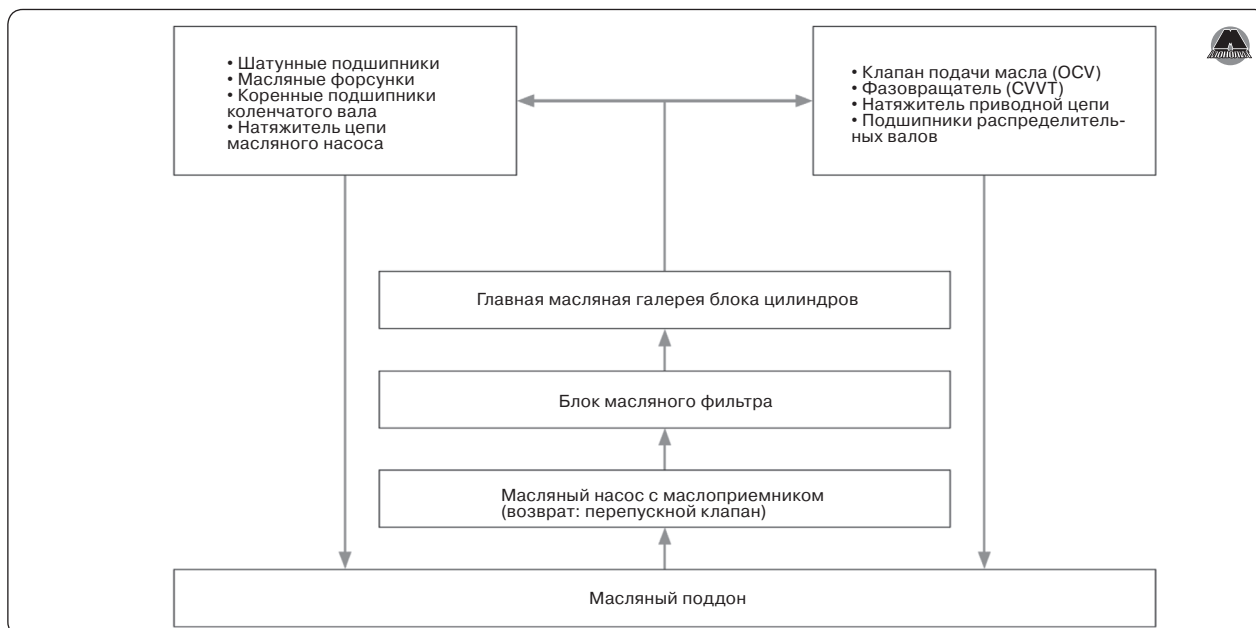 • Шатунные подшипники
• Масляные форсунки
• Коренные подшипники
коленчатого вала
• Натяжитель цепи
масляного насоса
• Клапан подачи масла (OCV)
• Фазовращатель (CVVT)
• Натяжитель приводной цепи
• Подшипники распределитель-
ных валов
Главная масляная галерея блока цилиндров
Блок масляного фильтра
Масляный насос с маслоприемником
(возврат: перепускной клапан)
Масляный поддон